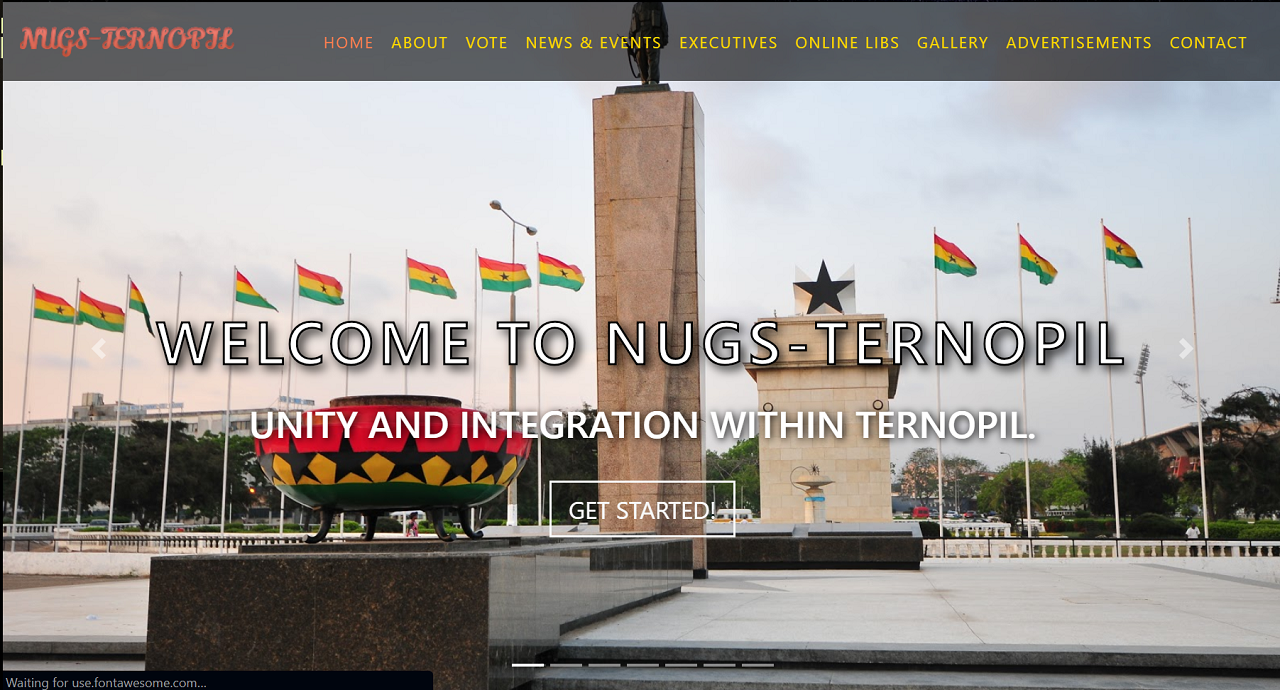 NUGS-TERNOPIL
HOME ABOUT VOTE NEWS & EVENTS EXECUTIVES ONLINE LIBS GALLERY ADVERTISEMENTS CONTACT
WELCOME TO NUGS-TERNOPIL
UNITY AND INTEGRATION WITHIN TERNOPIL.
GET STARTED!
Waiting for use.fontawesome.com...